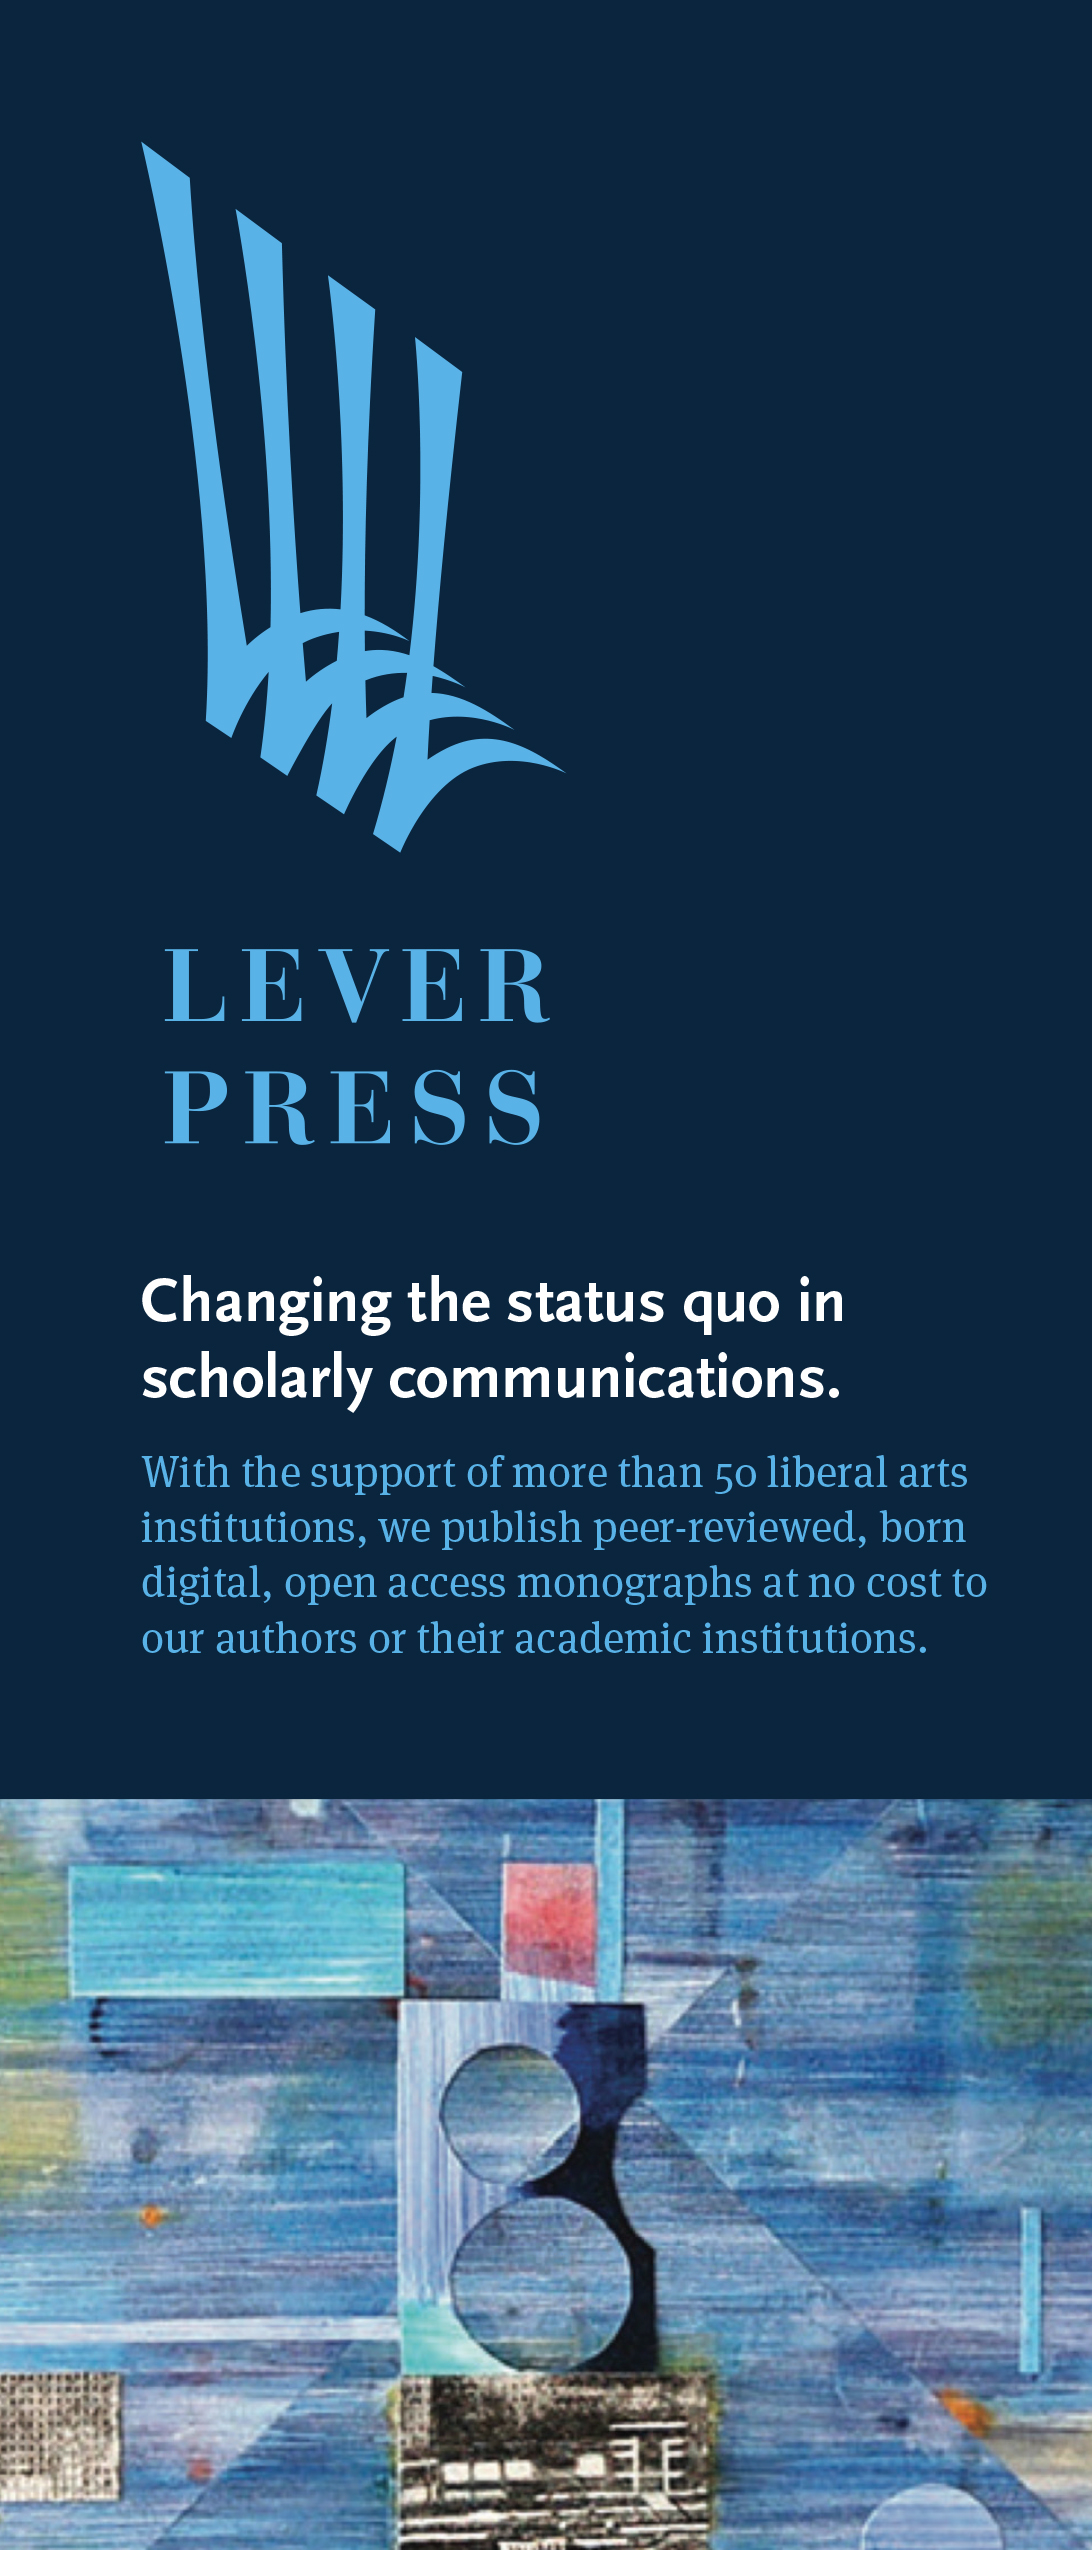 LEVER
PRESS
Changing the status quo in
scholarly communications.
With the support of more than 50 liberal arts
institutions, we publish peer-reviewed, born
digital, open access monographs at no cost to
our authors or their academic institutions.